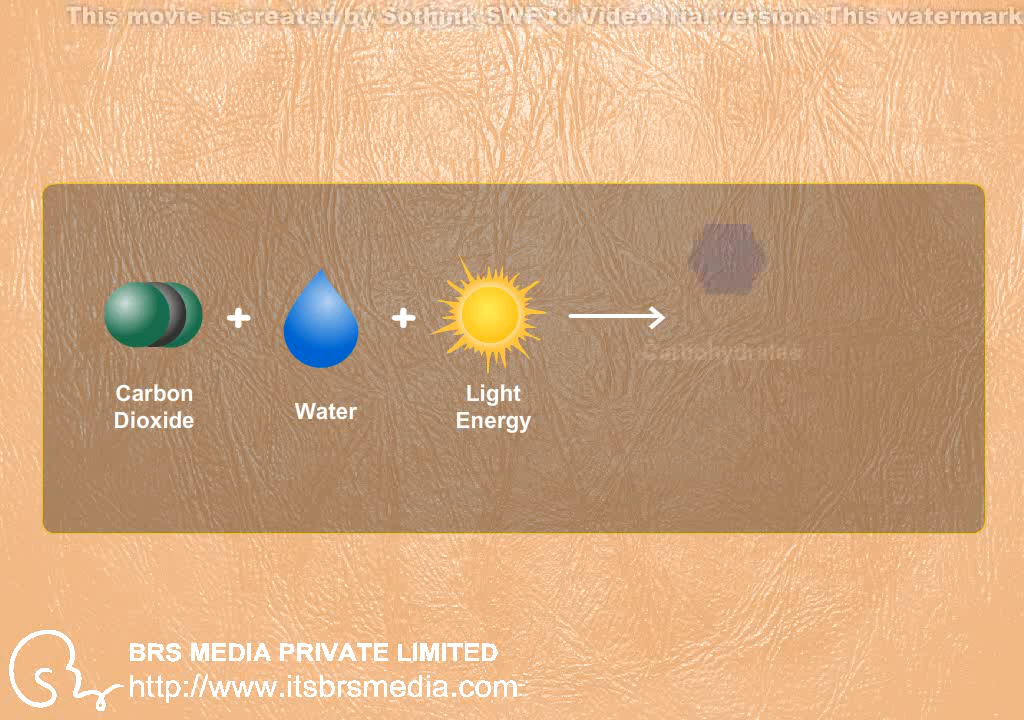 This movie is created by Sothink SWF to Video trial version. This watermark
+ + 
Carbohydrates
Carbon
Dioxide
Water
Light
Energy
BRS MEDIA PRIVATE LIMITED
http://www.itsbrsmedia.com